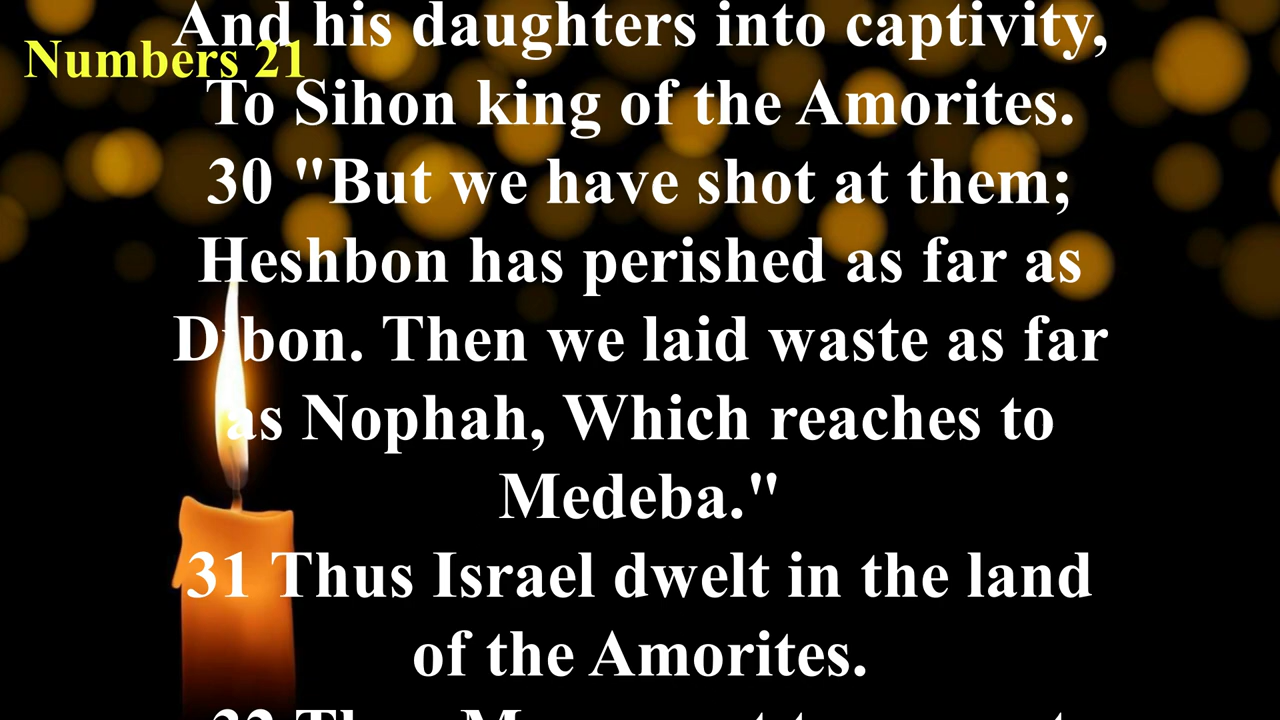 And his daughters into captivity,
Numbers 21
To Sihon king of the Amorites.
30 "But we have shot at them;
Heshbon has perished as far as
Dibon. Then we laid waste as far
as Nophah, Which reaches to
Medeba."
31 Thus Israel dwelt in the land
of the Amorites.